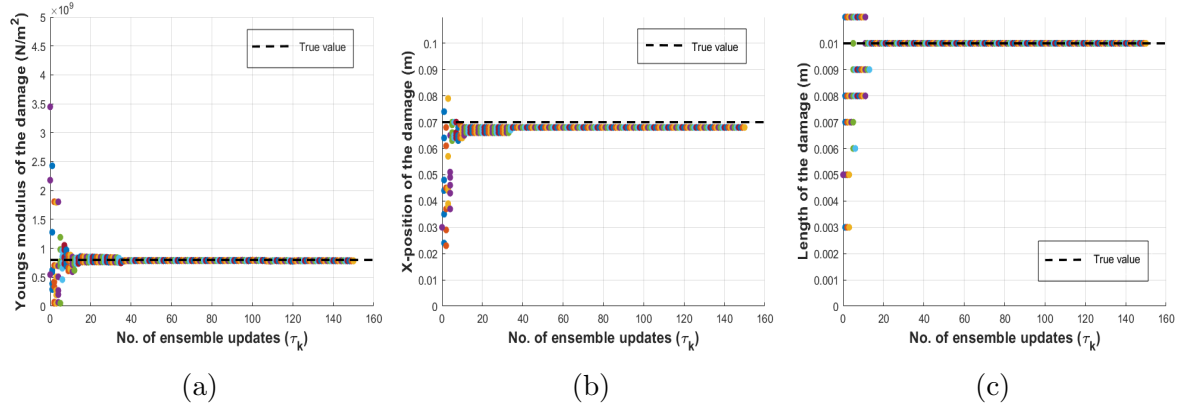 ×10⁹
5
4.5
4
3.5
3
2.5
2
1.5
1
0.5
0
Youngs modulus of the damage (N/m²)
True value
0 20 40 60 80 100 120 140 160
No. of ensemble updates (τₖ)
(a)
0.1
0.09
0.08
0.07
0.06
0.05
0.04
0.03
0.02
0.01
0
X-position of the damage (m)
True value
0 20 40 60 80 100 120 140 160
No. of ensemble updates (τₖ)
(b)
0.01
0.009
0.008
0.007
0.006
0.005
0.004
0.003
0.002
0.001
0
Length of the damage (m)
True value
0 20 40 60 80 100 120 140 160
No. of ensemble updates (τₖ)
(c)